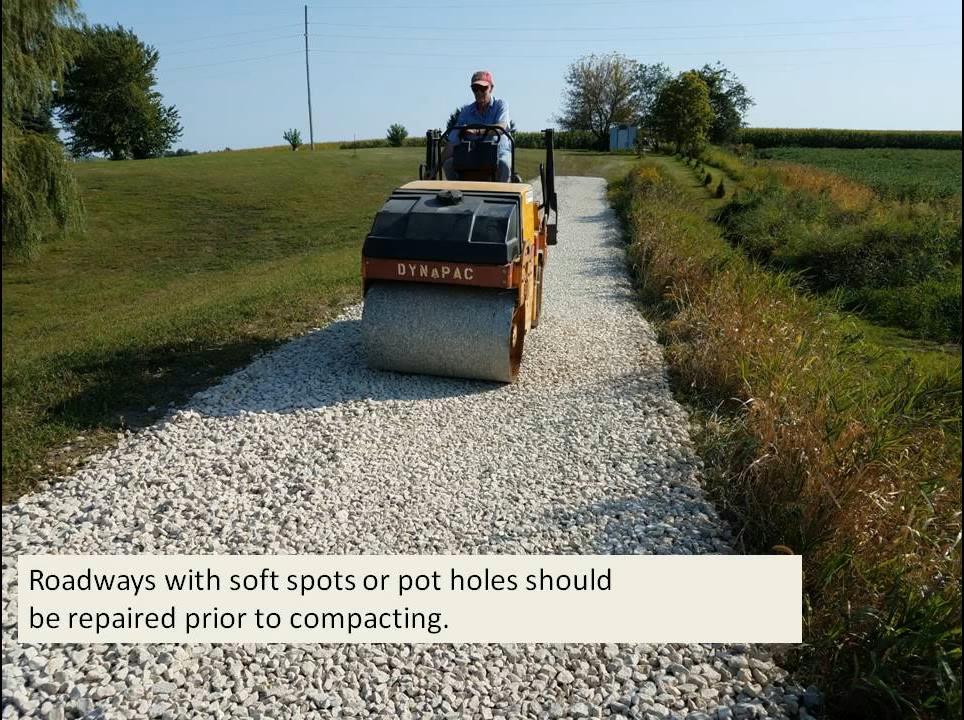 DYNAPAC
Roadways with soft spots or pot holes should
be repaired prior to compacting.